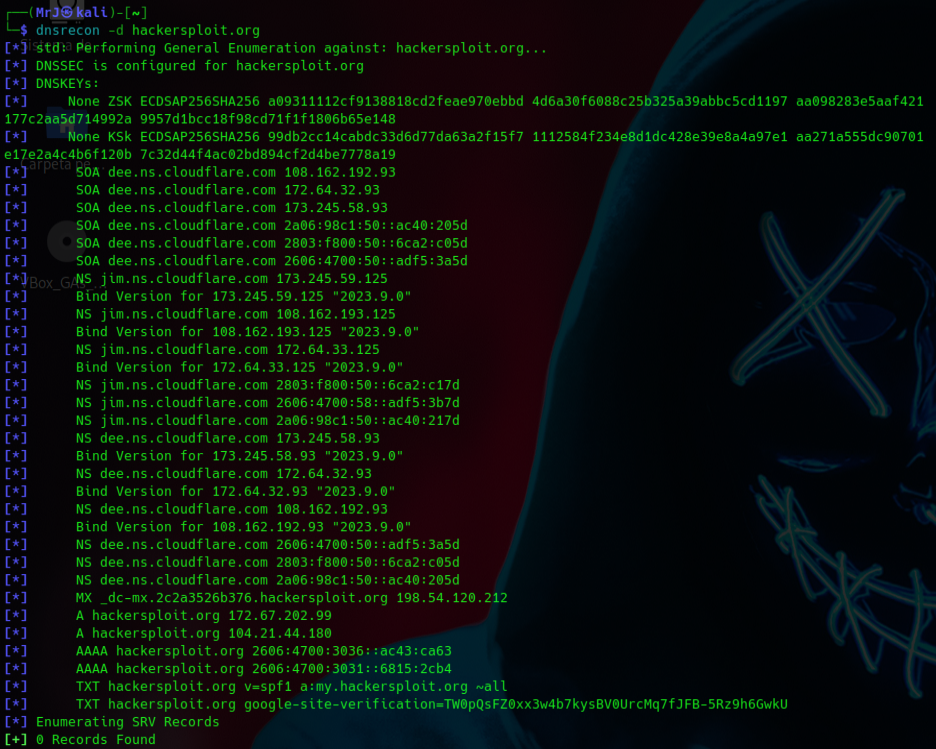 ┌──(MrJ㉿kali)-[~]
└─$ dnsrecon -d hackersploit.org
[*] std: Performing General Enumeration against: hackersploit.org...
[*] DNSSEC is configured for hackersploit.org
[*] DNSKEYs:
[*]     None ZSK ECDSAP256SHA256 a09311112cf9138818cd2feae970ebbd 4d6a30f6088c25b325a39abbc5cd1197 aa098283e5aaf421
177c2aa5d714992a 9957d1bcc18f98cd71f1f1806b65e148
[*]     None KSk ECDSAP256SHA256 99db2cc14cabdc33d6d77da63a2f15f7 1112584f234e8d1dc428e39e8a4a97e1 aa271a555dc90701
e17e2a4c4b6f120b 7c32d44f4ac02bd894cf2d4be7778a19
[*]      SOA dee.ns.cloudflare.com 108.162.192.93
[*]      SOA dee.ns.cloudflare.com 172.64.32.93
[*]      SOA dee.ns.cloudflare.com 173.245.58.93
[*]      SOA dee.ns.cloudflare.com 2a06:98c1:50::ac40:205d
[*]      SOA dee.ns.cloudflare.com 2803:f800:50::6ca2:c05d
[*]      SOA dee.ns.cloudflare.com 2606:4700:50::adf5:3a5d
[*]      NS jim.ns.cloudflare.com 173.245.59.125
[*]      Bind Version for 173.245.59.125 "2023.9.0"
[*]      NS jim.ns.cloudflare.com 108.162.193.125
[*]      Bind Version for 108.162.193.125 "2023.9.0"
[*]      NS jim.ns.cloudflare.com 172.64.33.125
[*]      Bind Version for 172.64.33.125 "2023.9.0"
[*]      NS jim.ns.cloudflare.com 2803:f800:50::6ca2:c17d
[*]      NS jim.ns.cloudflare.com 2606:4700:58::adf5:3b7d
[*]      NS jim.ns.cloudflare.com 2a06:98c1:50::ac40:217d
[*]      NS dee.ns.cloudflare.com 173.245.58.93
[*]      Bind Version for 173.245.58.93 "2023.9.0"
[*]      NS dee.ns.cloudflare.com 172.64.32.93
[*]      Bind Version for 172.64.32.93 "2023.9.0"
[*]      NS dee.ns.cloudflare.com 108.162.192.93
[*]      Bind Version for 108.162.192.93 "2023.9.0"
[*]      NS dee.ns.cloudflare.com 2606:4700:50::adf5:3a5d
[*]      NS dee.ns.cloudflare.com 2803:f800:50::6ca2:c05d
[*]      NS dee.ns.cloudflare.com 2a06:98c1:50::ac40:205d
[*]      MX _dc-mx.2c2a3526b376.hackersploit.org 198.54.120.212
[*]      A hackersploit.org 172.67.202.99
[*]      A hackersploit.org 104.21.44.180
[*]      AAAA hackersploit.org 2606:4700:3036::ac43:ca63
[*]      AAAA hackersploit.org 2606:4700:3031::6815:2cb4
[*]      TXT hackersploit.org v=spf1 a:my.hackersploit.org ~all
[*]      TXT hackersploit.org google-site-verification=TW0pQsFZ0xx3w4b7kysBV0UrcMq7fJFB-5Rz9h6GwkU
[*] Enumerating SRV Records
[+] 0 Records Found